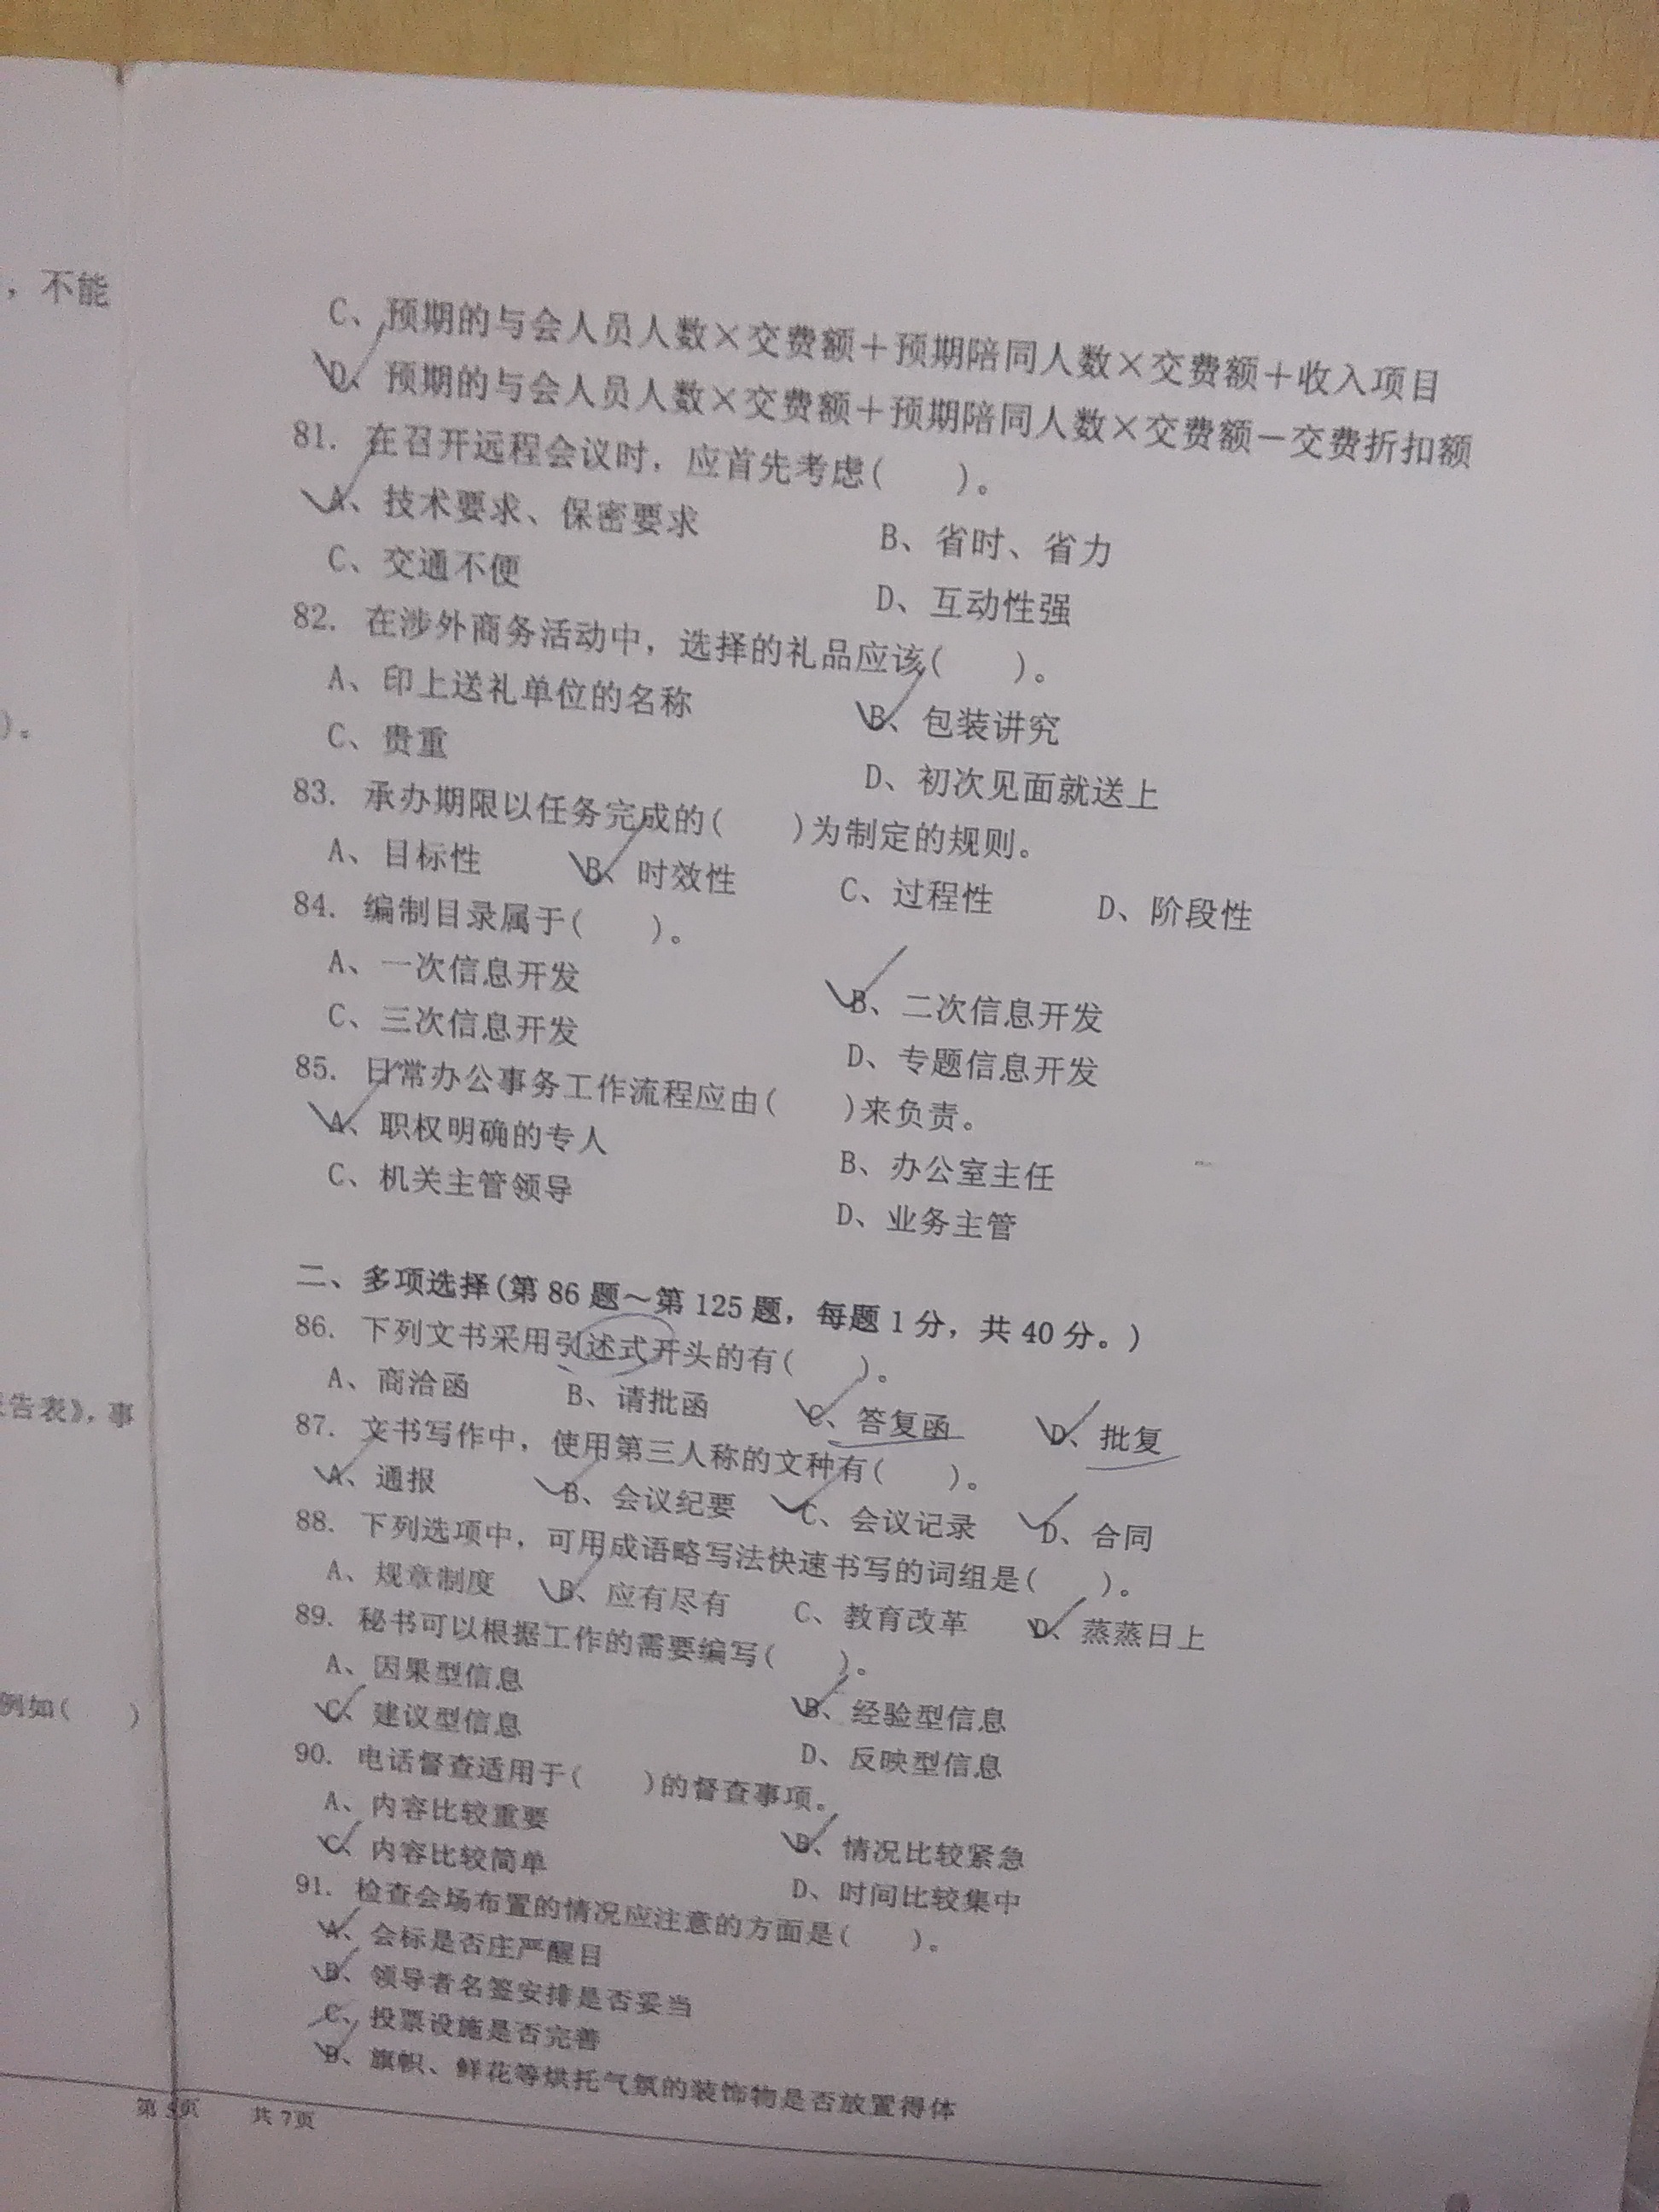 ，不能
）。
告表》，事
例如（　　）
C、预期的与会人员人数×交费额＋预期陪同人数×交费额＋收入项目
D、预期的与会人员人数×交费额＋预期陪同人数×交费额－交费折扣额
81. 在召开远程会议时，应首先考虑（　　）。
A、技术要求、保密要求　　B、省时、省力
C、交通不便　　D、互动性强
82. 在涉外商务活动中，选择的礼品应该（　　）。
A、印上送礼单位的名称　　B、包装讲究
C、贵重　　D、初次见面就送上
83. 承办期限以任务完成的（　　）为制定的规则。
A、目标性　　B、时效性　　C、过程性　　D、阶段性
84. 编制目录属于（　　）。
A、一次信息开发　　B、二次信息开发
C、三次信息开发　　D、专题信息开发
85. 日常办公事务工作流程应由（　　）来负责。
A、职权明确的专人　　B、办公室主任
C、机关主管领导　　D、业务主管
二、多项选择（第 86 题～第 125 题，每题 1 分，共 40 分。）
86. 下列文书采用引述式开头的有（　　）。
A、商洽函　　B、请批函　　C、答复函　　D、批复
87. 文书写作中，使用第三人称的文种有（　　）。
A、通报　　B、会议纪要　　C、会议记录　　D、合同
88. 下列选项中，可用成语略写法快速书写的词组是（　　）。
A、规章制度　　B、应有尽有　　C、教育改革　　D、蒸蒸日上
89. 秘书可以根据工作的需要编写（　　）。
A、因果型信息　　B、经验型信息
C、建议型信息　　D、反映型信息
90. 电话督查适用于（　　）的督查事项。
A、内容比较重要　　B、情况比较紧急
C、内容比较简单　　D、时间比较集中
91. 检查会场布置的情况应注意的方面是（　　）。
A、会标是否庄严醒目
B、领导者名签安排是否妥当
C、投票设施是否完善
D、旗帜、鲜花等烘托气氛的装饰物是否放置得体
第 5页　　共 7页